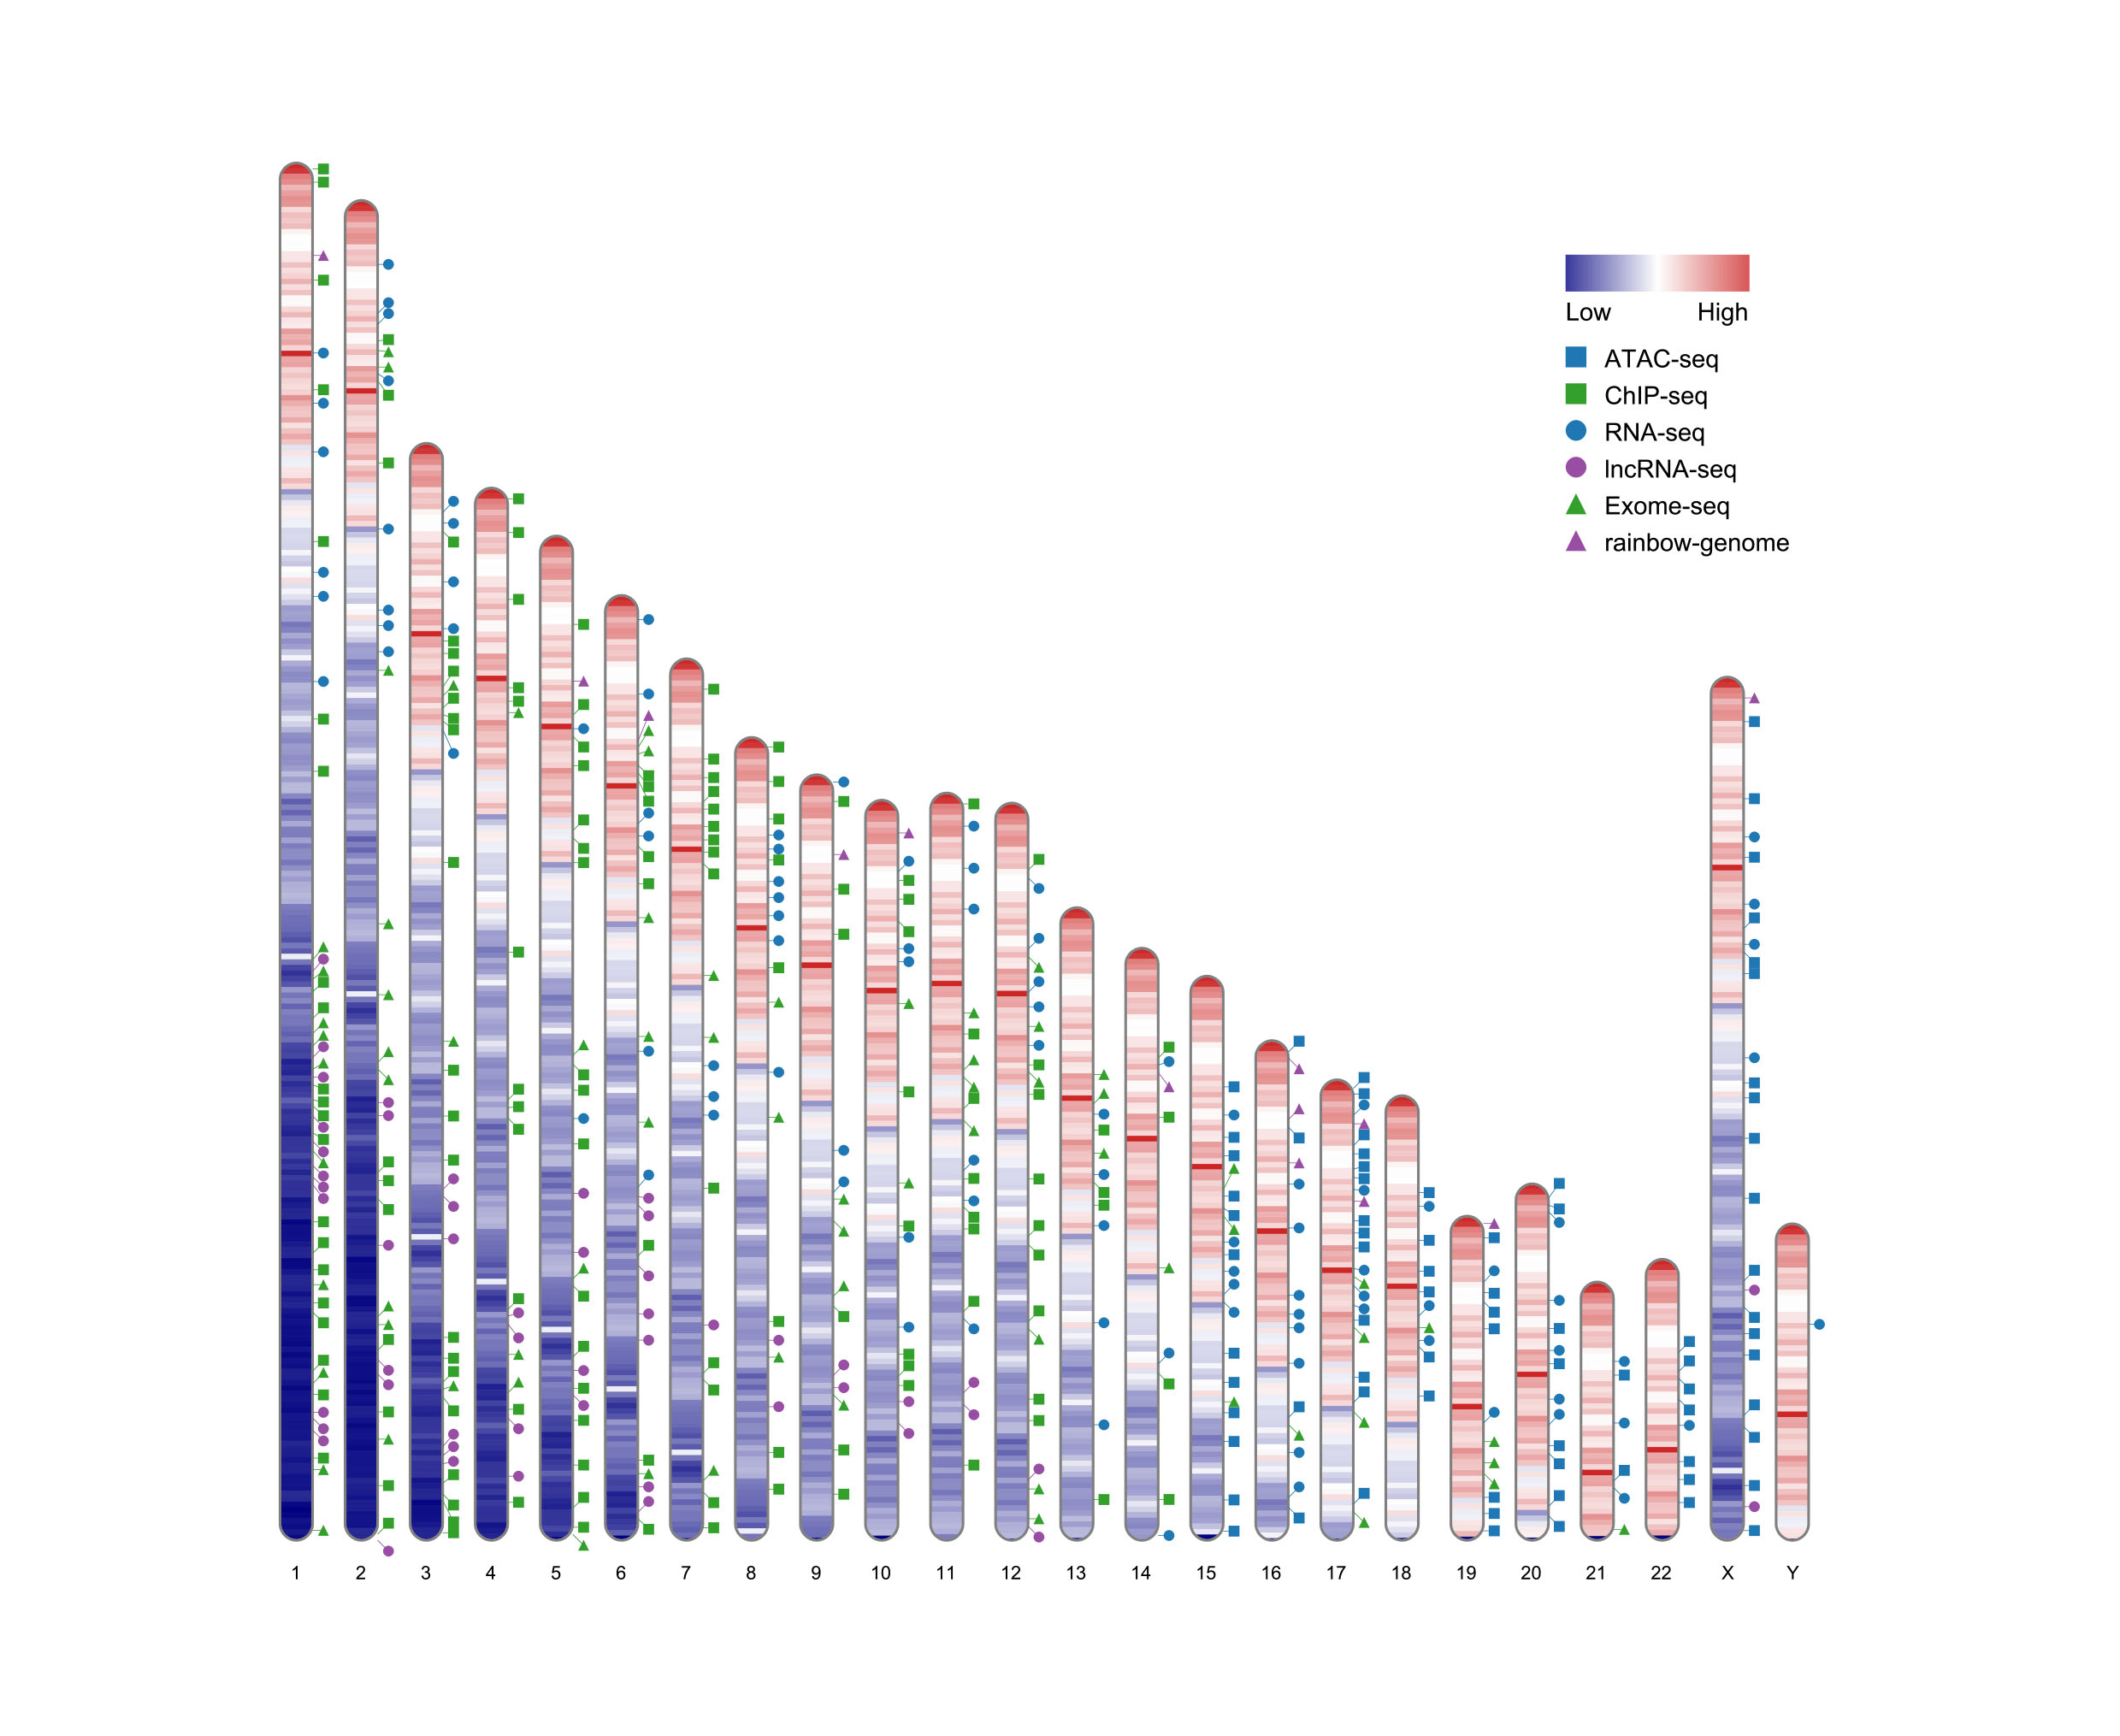 Low High
ATAC-seq
ChIP-seq
RNA-seq
lncRNA-seq
Exome-seq
rainbow-genome
1 2 3 4 5 6 7 8 9 10 11 12 13 14 15 16 17 18 19 20 21 22 X Y